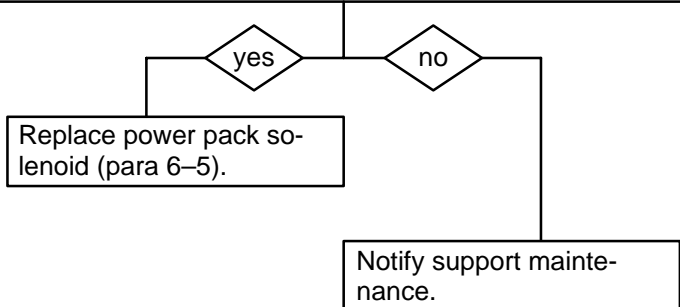 yes
no
Replace power pack so-
lenoid (para 6–5).
Notify support mainte-
nance.